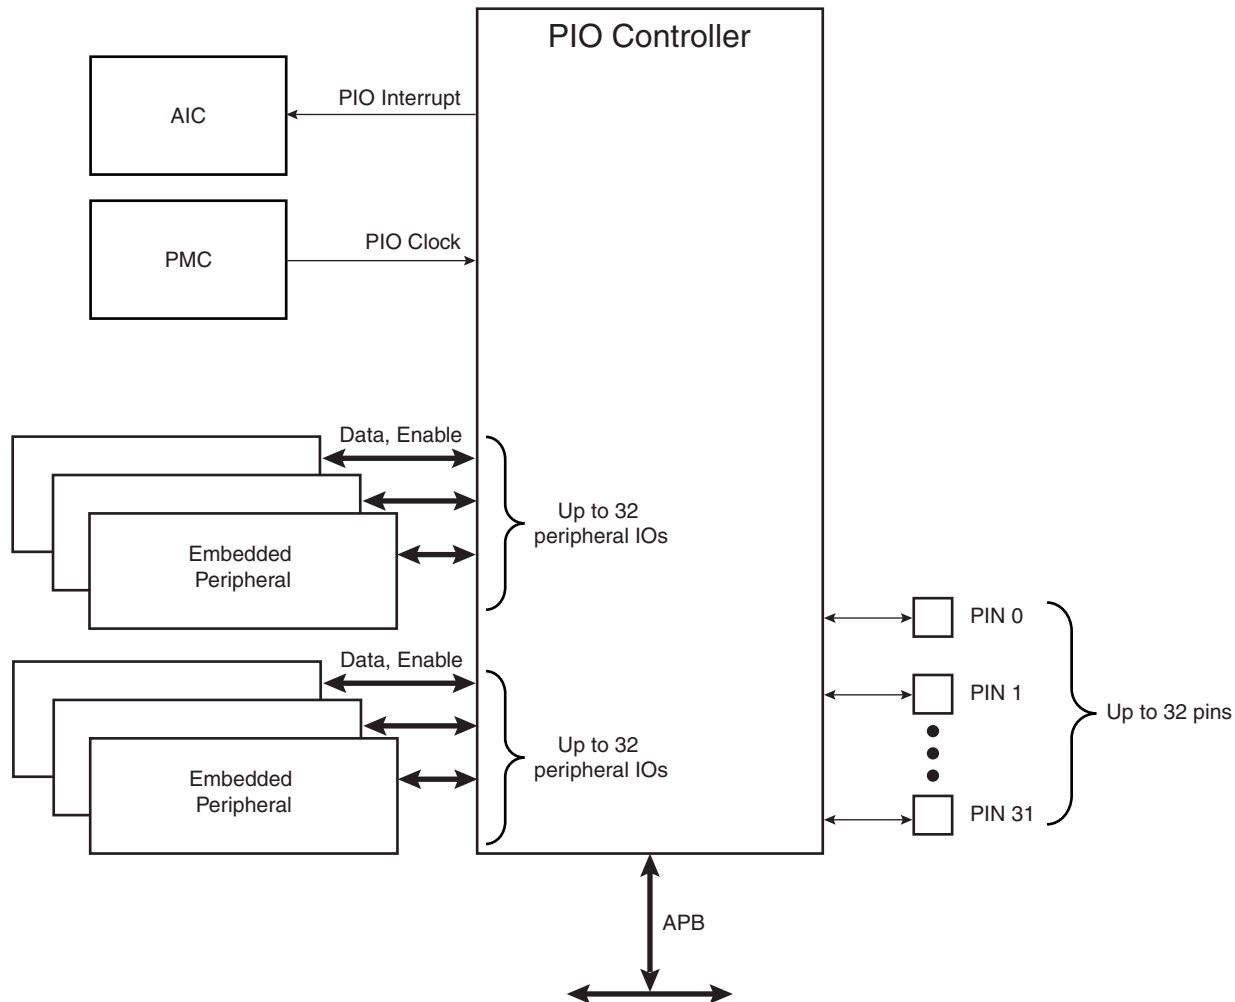 PIO Controller
AIC
PIO Interrupt
PMC
PIO Clock
Data, Enable
Up to 32
peripheral IOs
Embedded
Peripheral
Data, Enable
Up to 32
peripheral IOs
Embedded
Peripheral
PIN 0
PIN 1
Up to 32 pins
PIN 31
APB